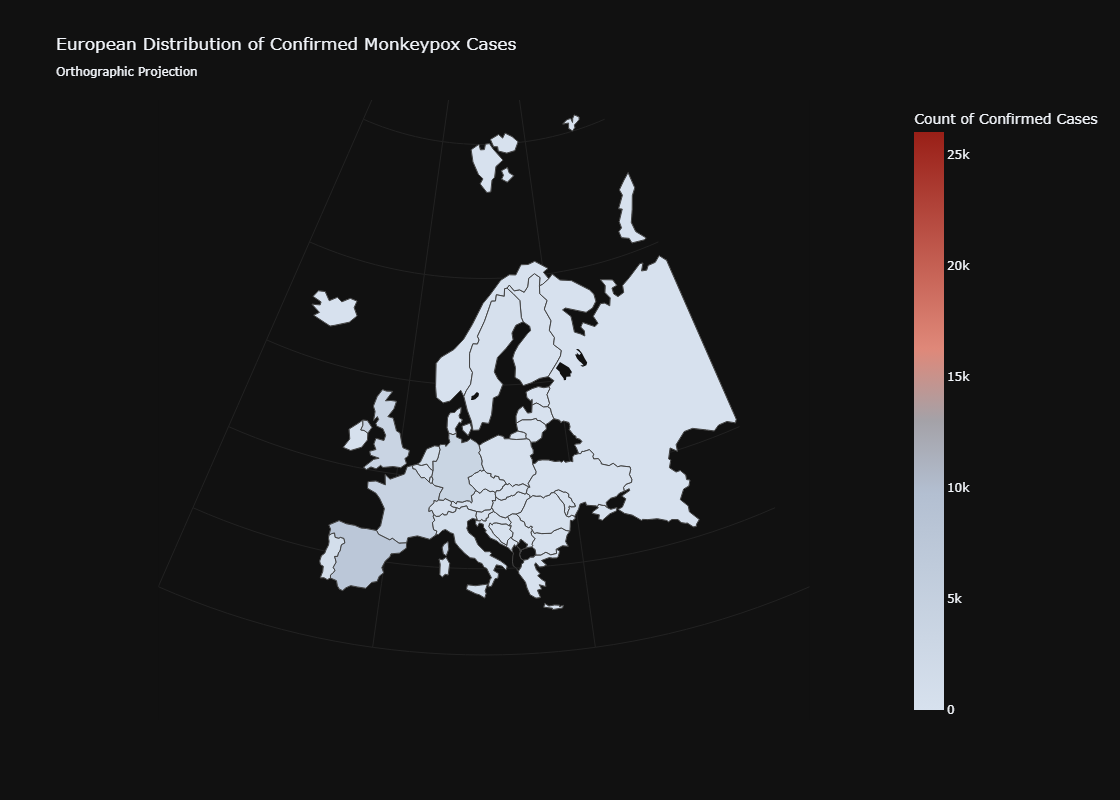 European Distribution of Confirmed Monkeypox Cases
Orthographic Projection
Count of Confirmed Cases
25k
20k
15k
10k
5k
0